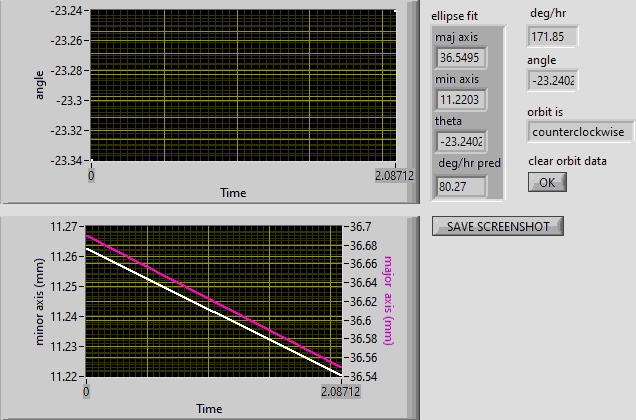 -23.24
-23.26
-23.28
-23.3
-23.32
-23.34
angle
0
2.08712
Time
ellipse fit
maj axis
36.5495
min axis
11.2203
theta
-23.2402
deg/hr pred
80.27
deg/hr
171.85
angle
-23.2402
orbit is
counterclockwise
clear orbit data
OK
SAVE SCREENSHOT
11.27
11.26
11.25
11.24
11.23
11.22
minor axis (mm)
36.7
36.68
36.66
36.64
36.62
36.6
36.58
36.56
36.54
major axis (mm)
0
2.08712
Time